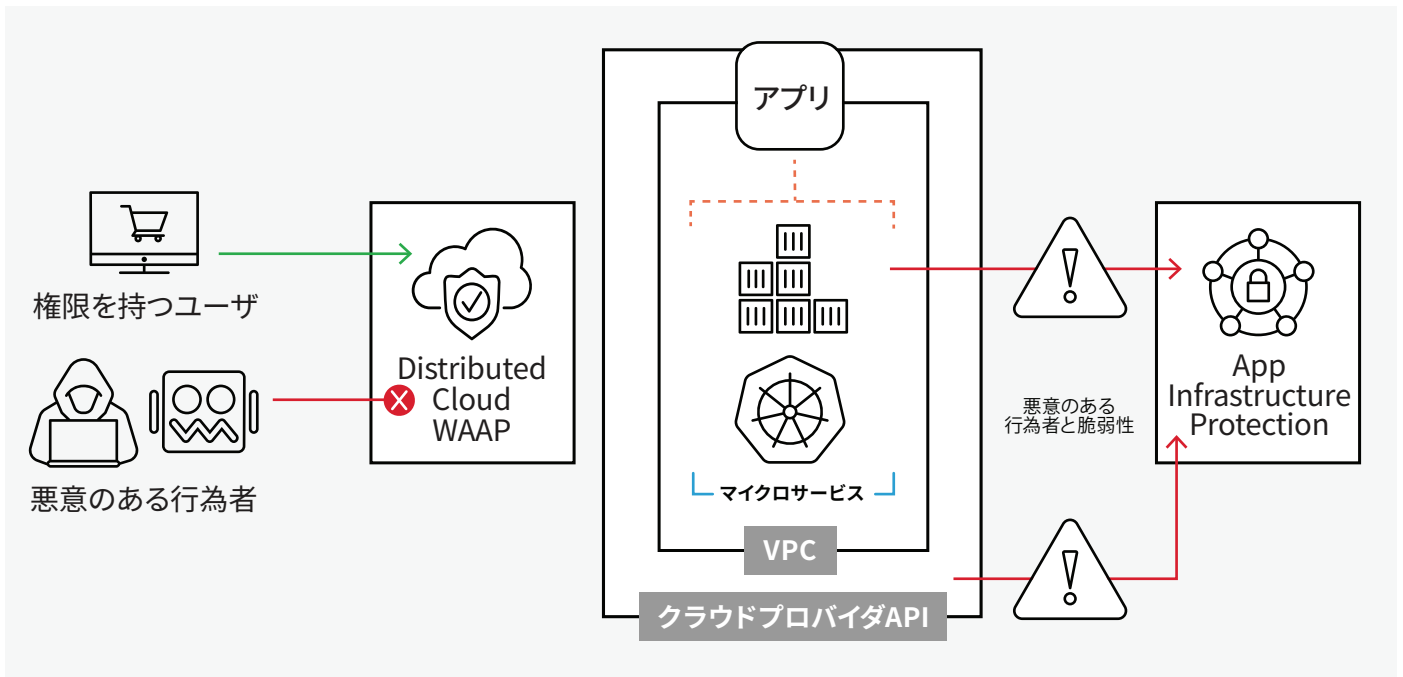 アプリ
権限を持つユーザ
悪意のある行為者
Distributed
Cloud
WAAP
マイクロサービス
VPC
クラウドプロバイダAPI
悪意のある
行為者と脆弱性
App
Infrastructure
Protection